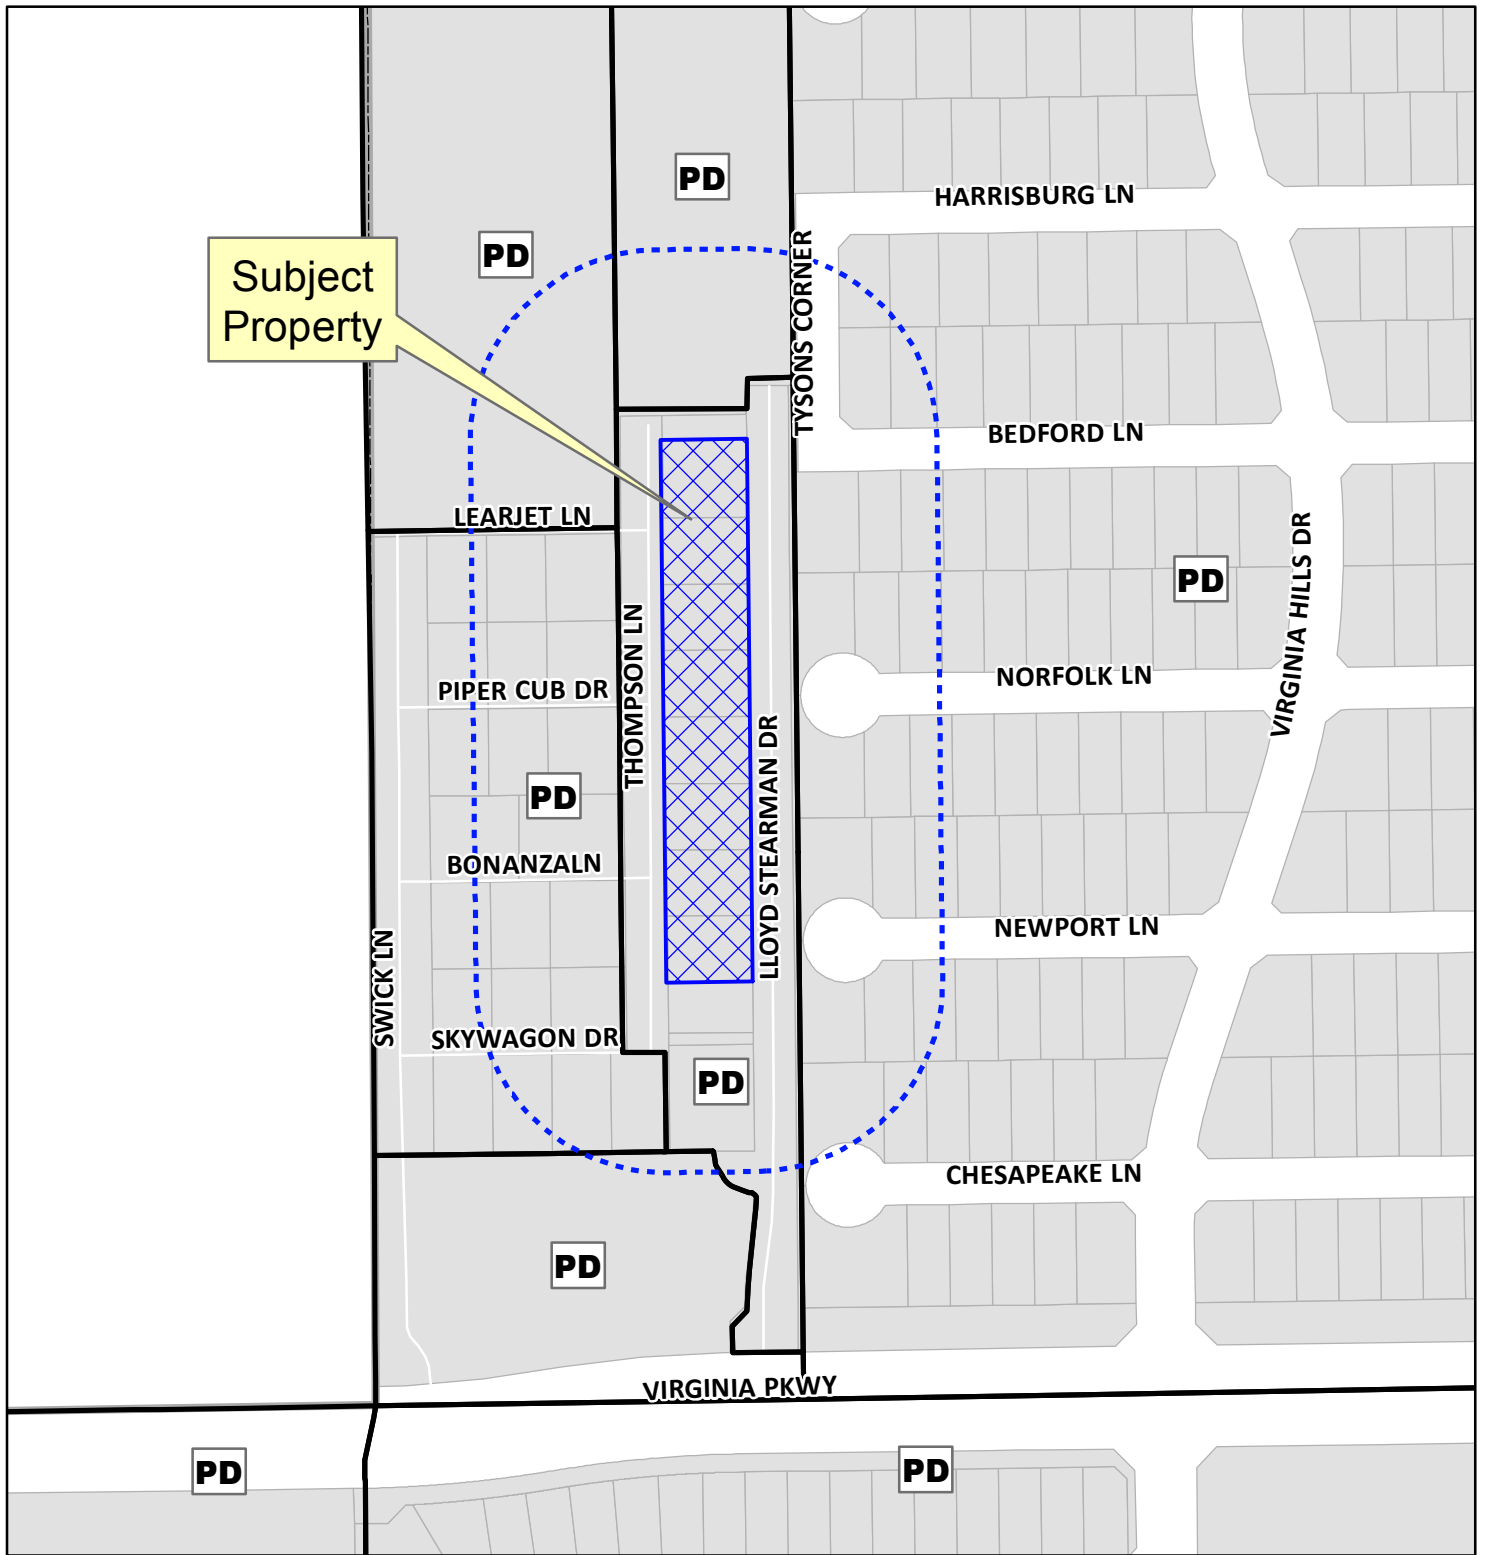 PD
HARRISBURG LN
PD
Subject
Property
TYSONS CORNER
BEDFORD LN
LEARJET LN
PD
VIRGINIA HILLS DR
THOMPSON LN
NORFOLK LN
PIPER CUB DR
PD
LLOYD STEARMAN DR
BONANZALN
NEWPORT LN
SWICK LN
SKYWAGON DR
PD
CHESAPEAKE LN
PD
VIRGINIA PKWY
PD
PD